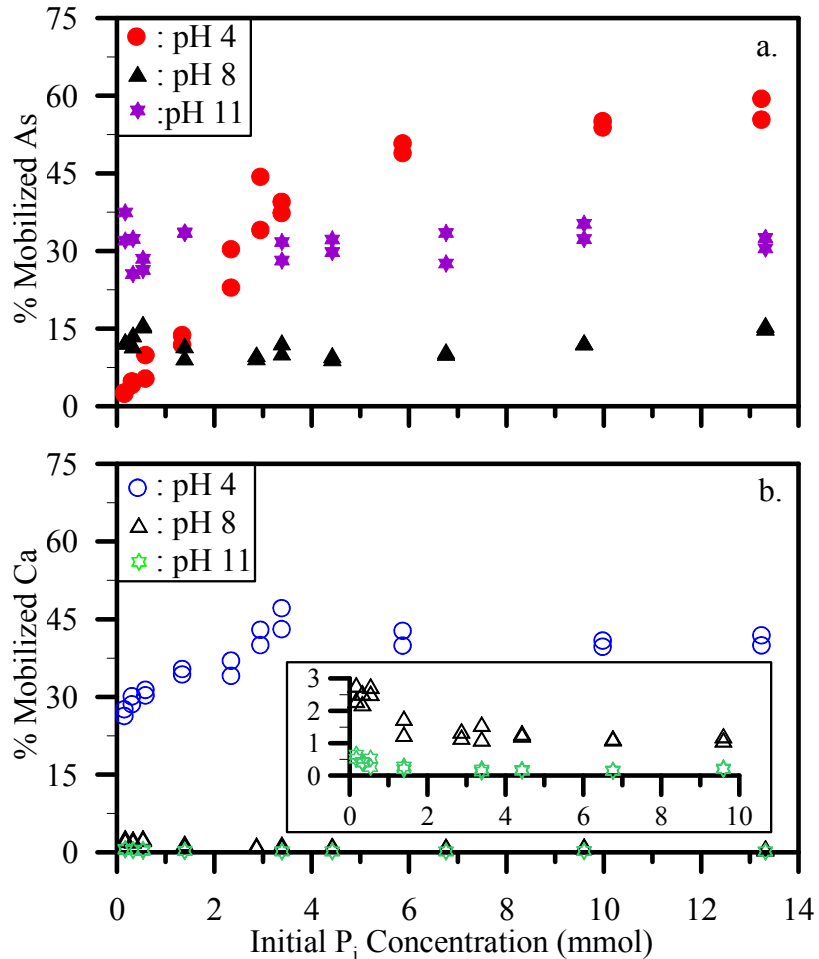 75
60
45
30
15
0
% Mobilized As
: pH 4
: pH 8
:pH 11
a.
75
60
45
30
15
0
% Mobilized Ca
: pH 4
: pH 8
: pH 11
b.
3
2
1
0
0 2 4 6 8 10
0 2 4 6 8 10 12 14
Initial Pi Concentration (mmol)